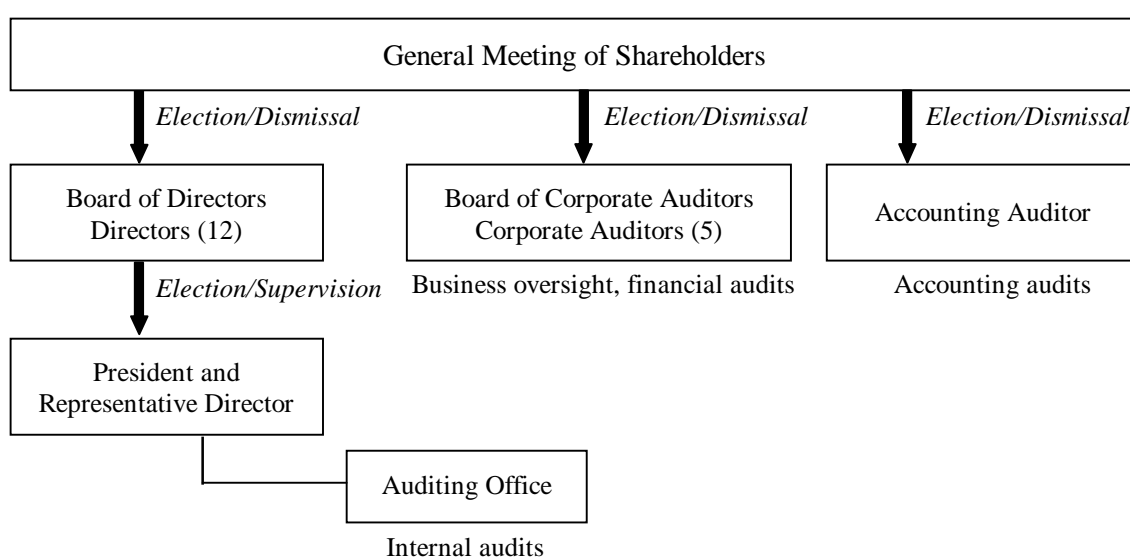 General Meeting of Shareholders
Election/Dismissal
Election/Dismissal
Election/Dismissal
Board of Directors
Directors (12)
Board of Corporate Auditors
Corporate Auditors (5)
Accounting Auditor
Election/Supervision
Business oversight, financial audits
Accounting audits
President and
Representative Director
Auditing Office
Internal audits